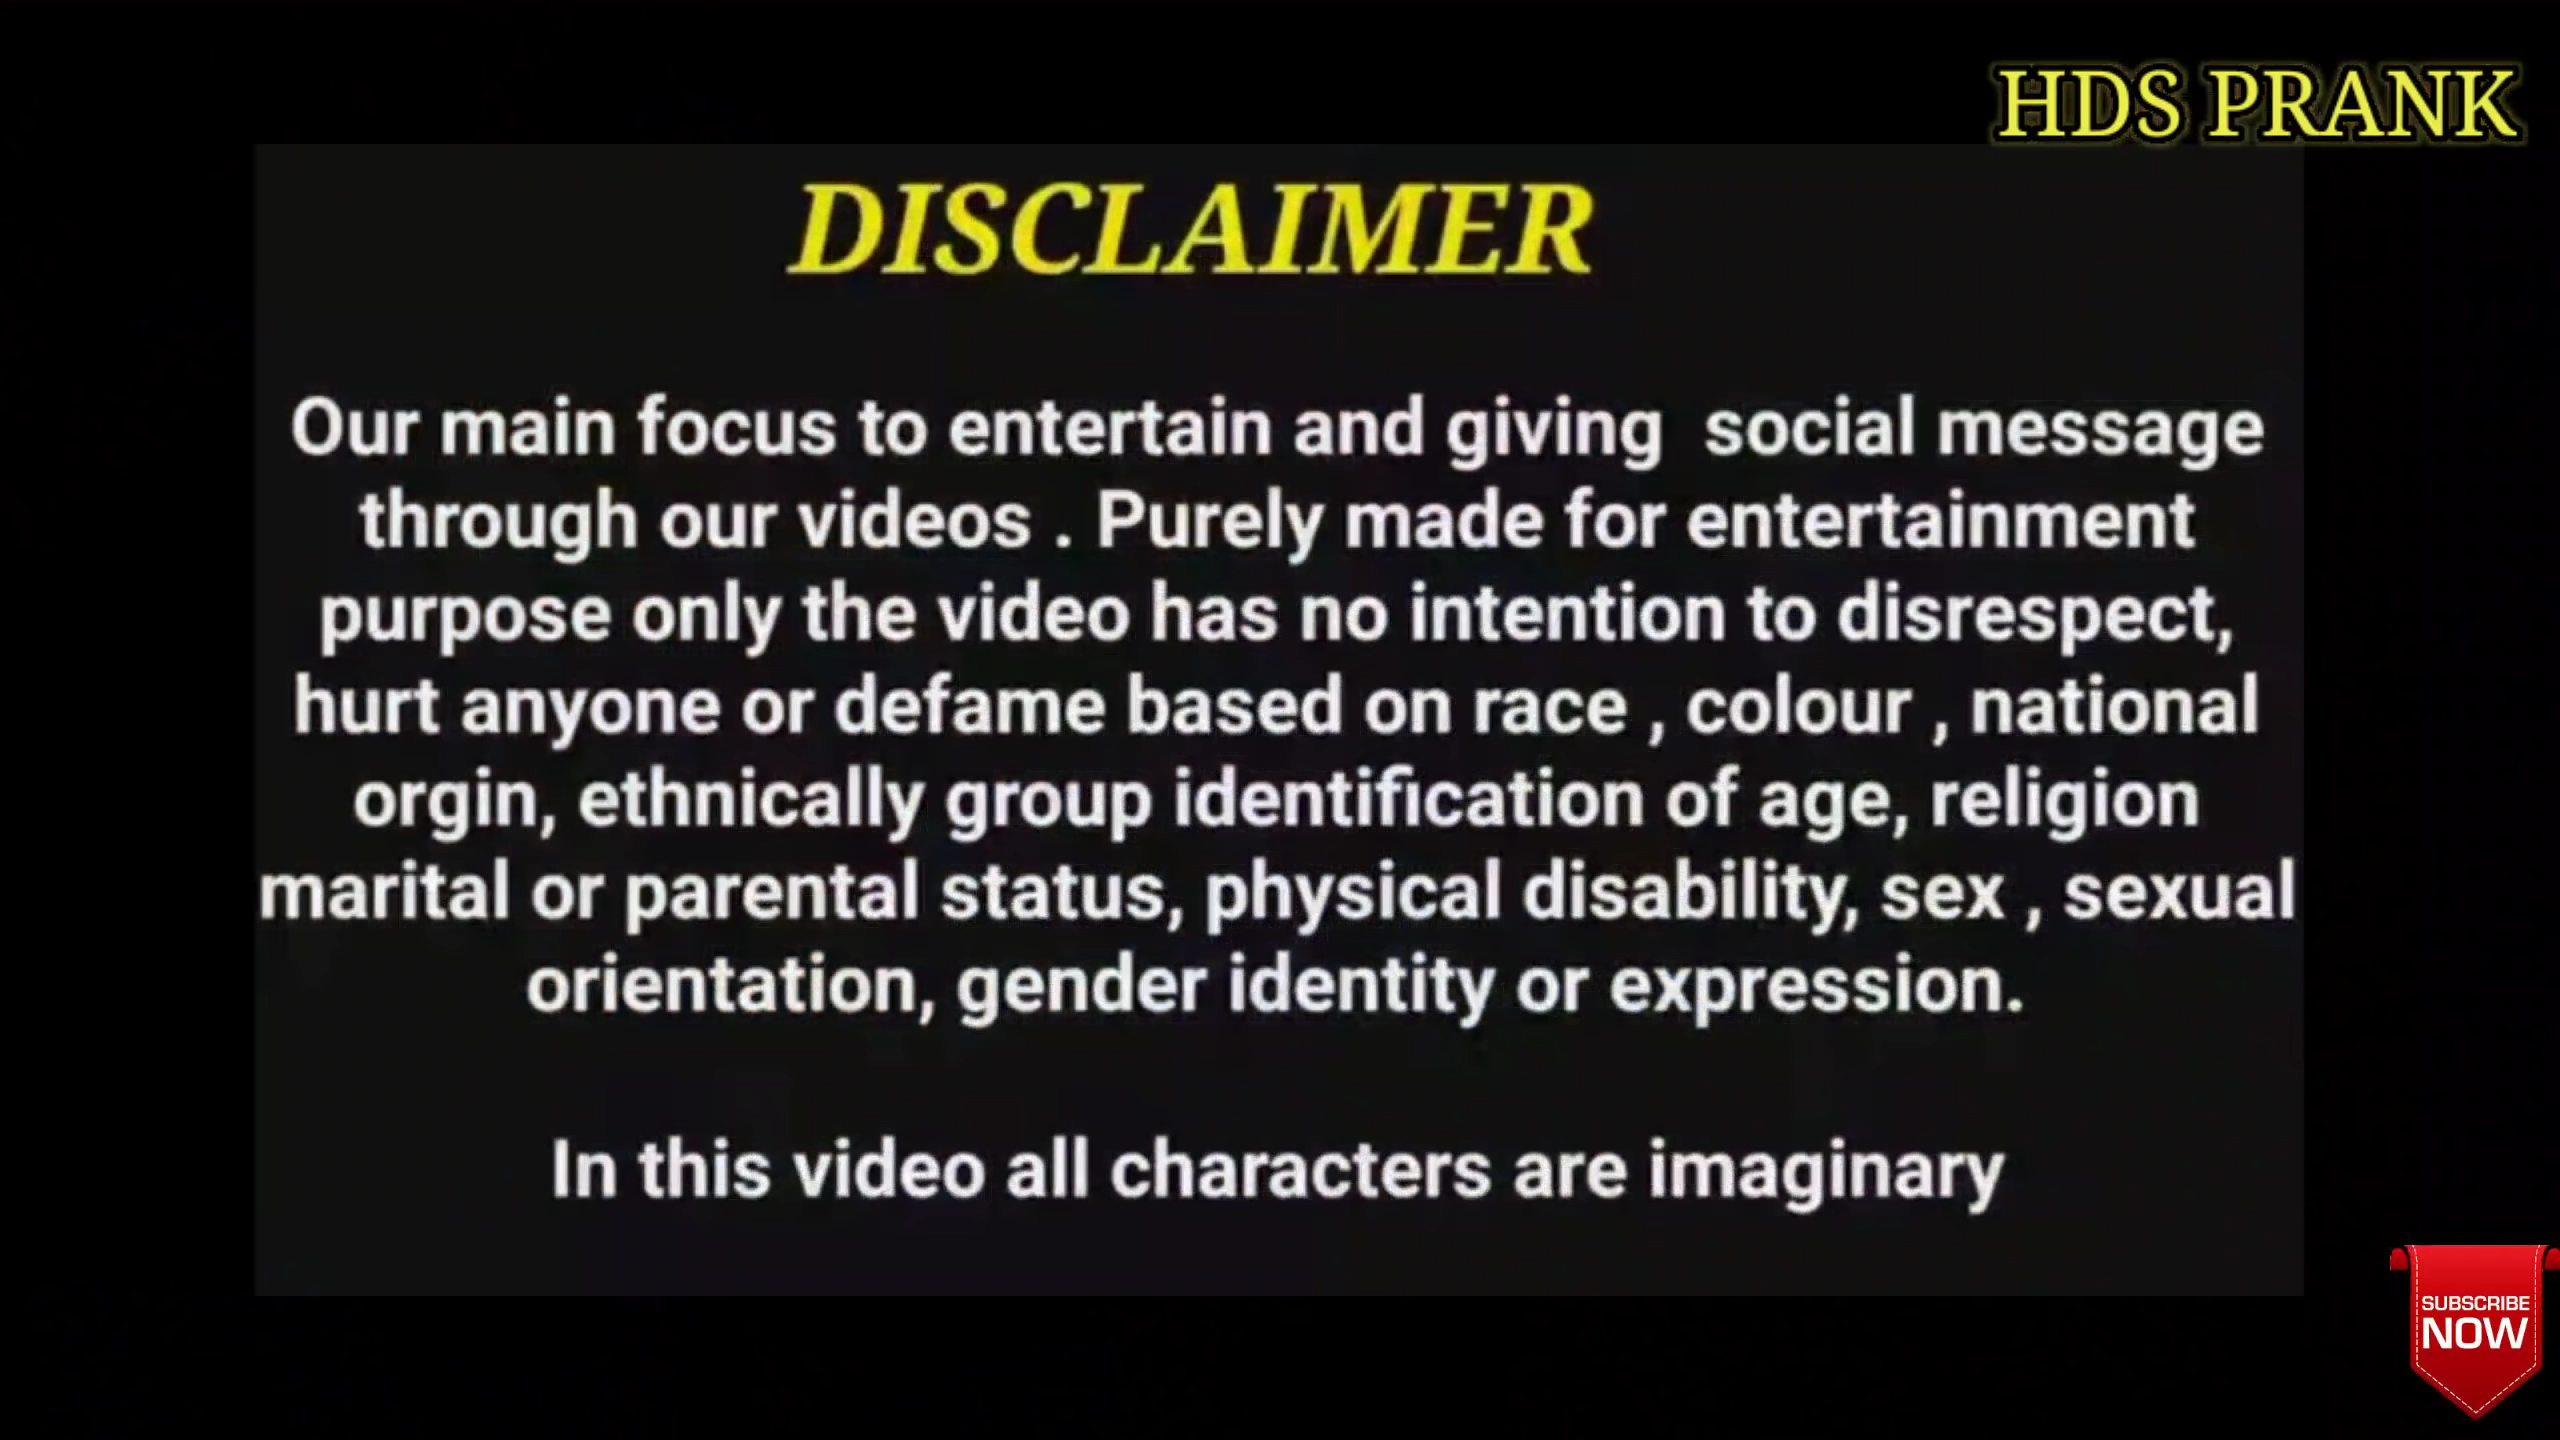 HDS PRANK
DISCLAIMER
Our main focus to entertain and giving social message
through our videos . Purely made for entertainment
purpose only the video has no intention to disrespect,
hurt anyone or defame based on race , colour , national
orgin, ethnically group identification of age, religion
marital or parental status, physical disability, sex , sexual
orientation, gender identity or expression.
In this video all characters are imaginary
SUBSCRIBE
NOW